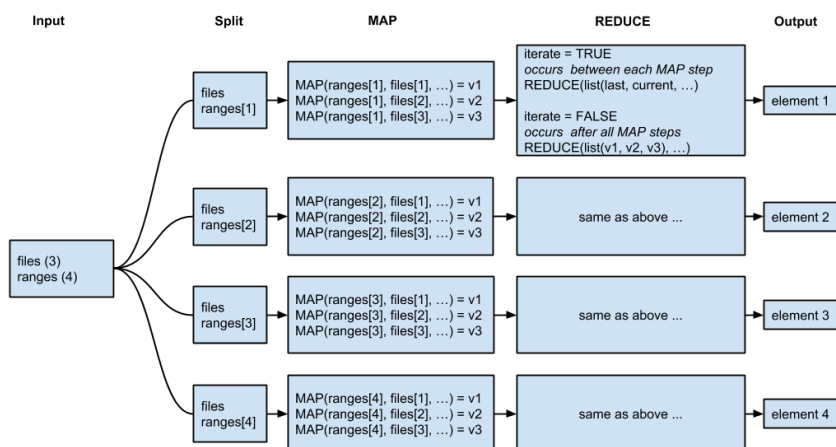 Input
Split
MAP
REDUCE
Output
files (3)
ranges (4)
files
ranges[1]
MAP(ranges[1], files[1], …) = v1
MAP(ranges[1], files[2], …) = v2
MAP(ranges[1], files[3], …) = v3
iterate = TRUE
occurs between each MAP step
REDUCE(list(last, current, …)
iterate = FALSE
occurs after all MAP steps
REDUCE(list(v1, v2, v3), …)
element 1
files
ranges[2]
MAP(ranges[2], files[1], …) = v1
MAP(ranges[2], files[2], …) = v2
MAP(ranges[2], files[3], …) = v3
same as above ...
element 2
files
ranges[3]
MAP(ranges[3], files[1], …) = v1
MAP(ranges[3], files[2], …) = v2
MAP(ranges[3], files[3], …) = v3
same as above ...
element 3
files
ranges[4]
MAP(ranges[4], files[1], …) = v1
MAP(ranges[4], files[2], …) = v2
MAP(ranges[4], files[3], …) = v3
same as above ...
element 4